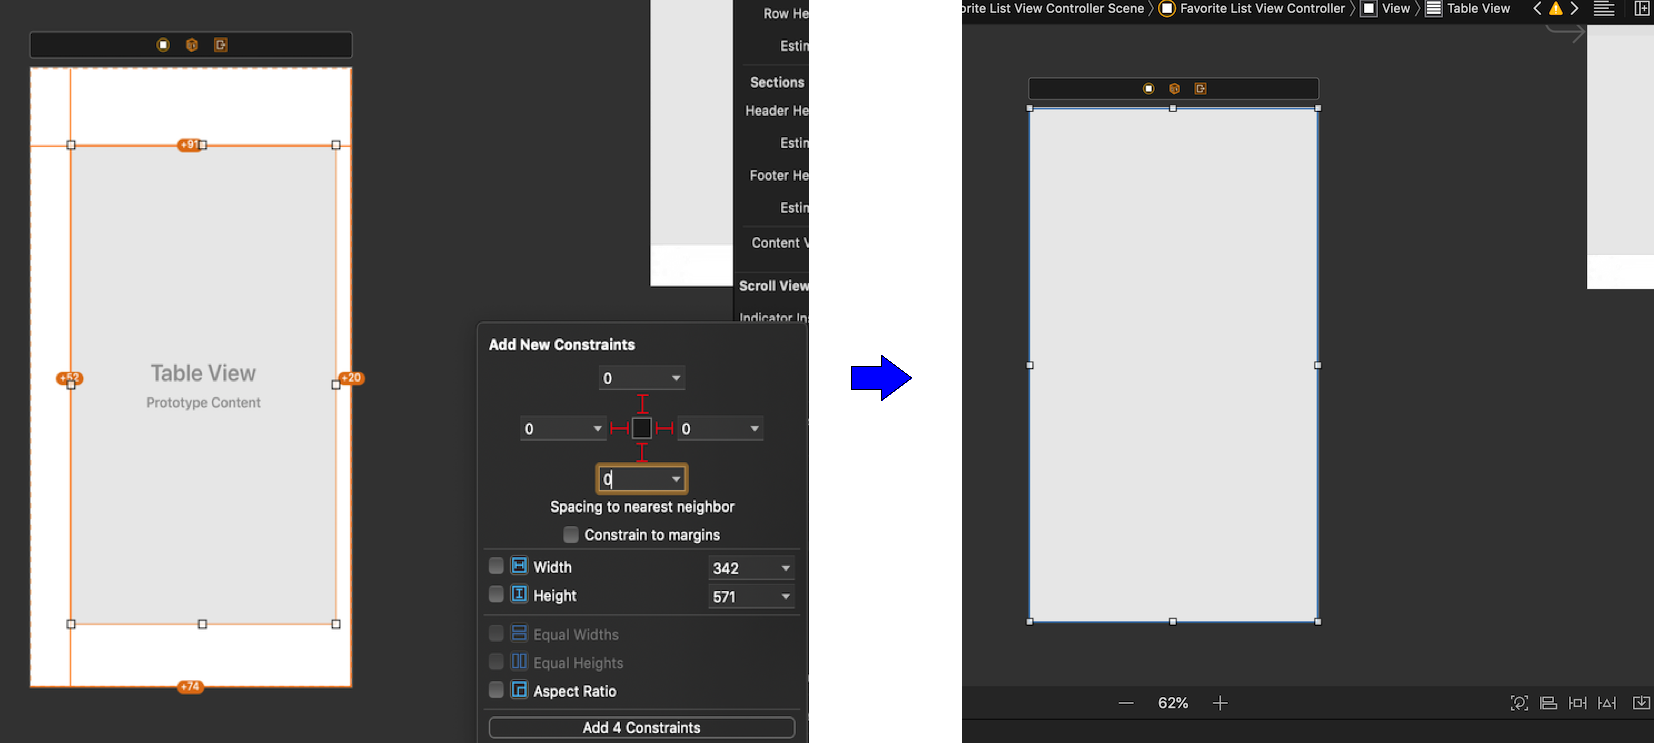 Row He
Estin
Sections
Header He
Estin
Footer He
Estin
Content V
Scroll View
Indicator Ins
+91
+52
+20
+74
Table View
Prototype Content
Add New Constraints
0
0
0
0
Spacing to nearest neighbor
Constrain to margins
Width 342
Height 571
Equal Widths
Equal Heights
Aspect Ratio
Add 4 Constraints
orite List View Controller Scene Favorite List View Controller View Table View
62%